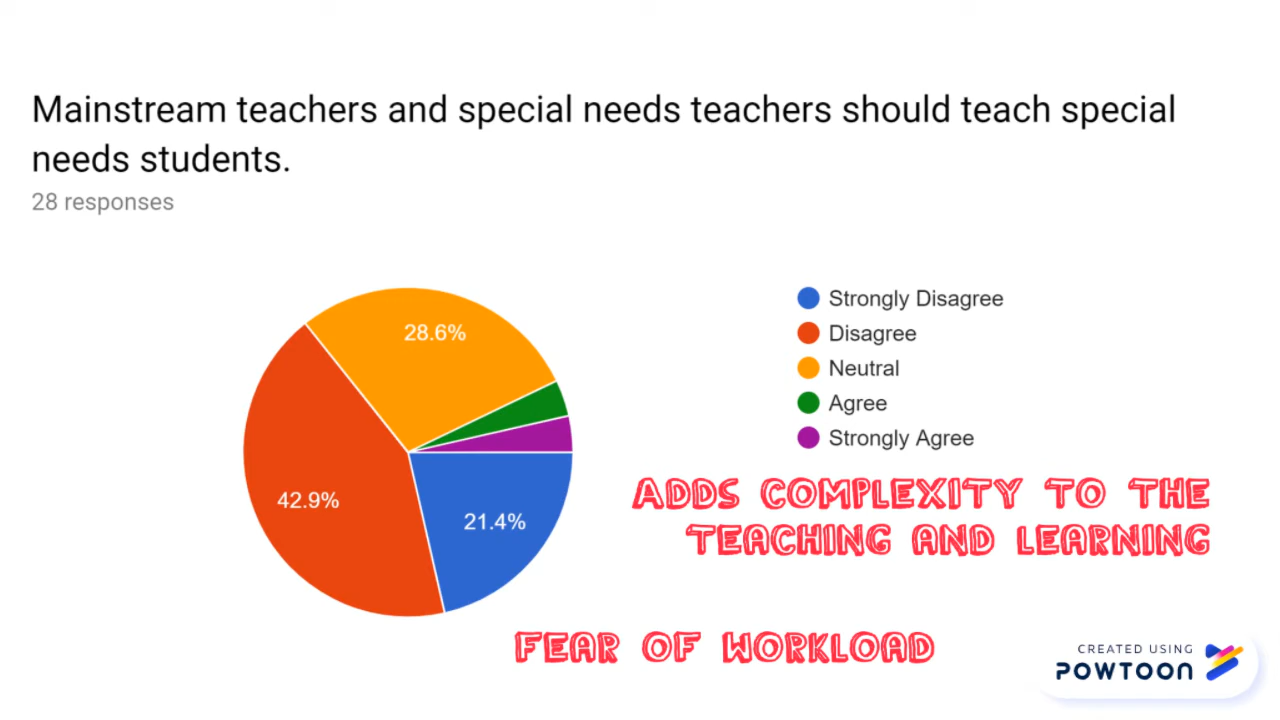 Mainstream teachers and special needs teachers should teach special
needs students.
28 responses
28.6%
42.9%
21.4%
Strongly Disagree
Disagree
Neutral
Agree
Strongly Agree
ADDS COMPLEXITY TO THE
TEACHING AND LEARNING
FEAR OF WORKLOAD
CREATED USING
POWTOON